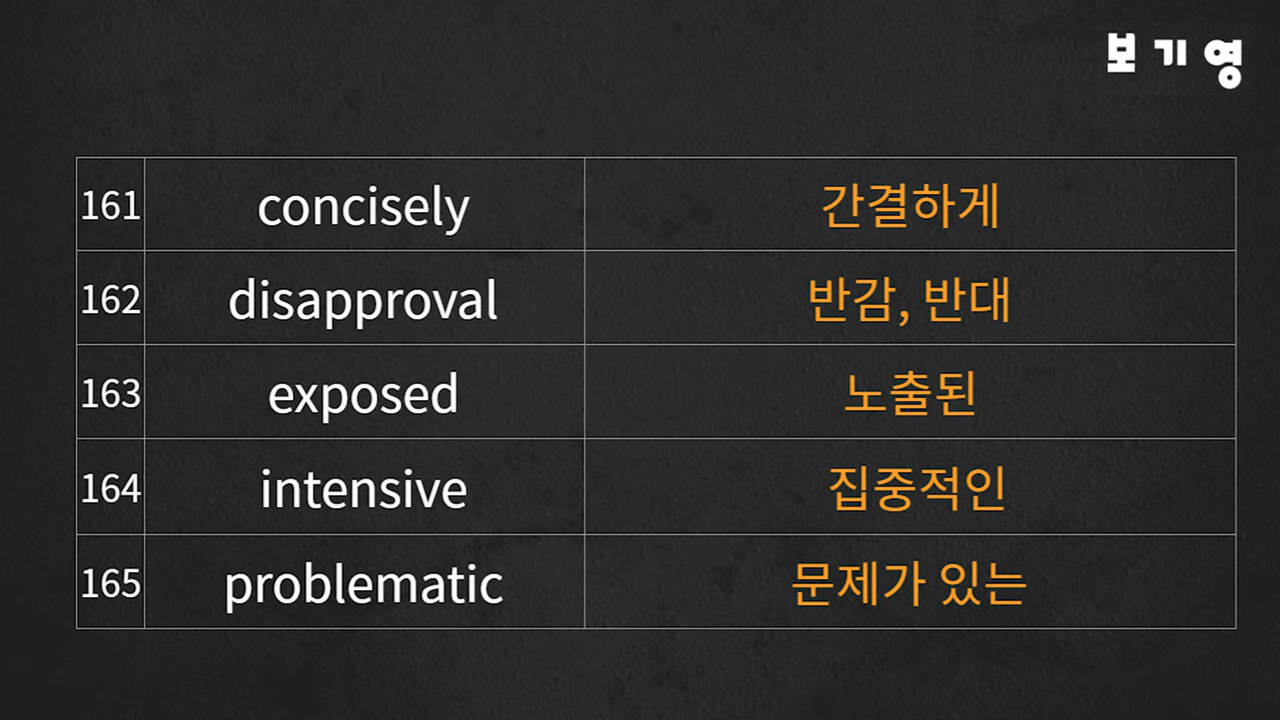 보기영
161 concisely 간결하게
162 disapproval 반감, 반대
163 exposed 노출된
164 intensive 집중적인
165 problematic 문제가 있는